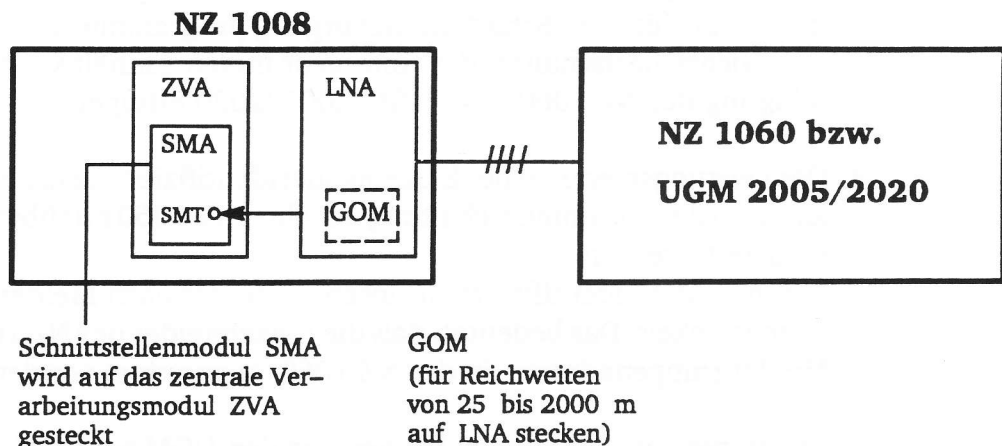 NZ 1008
ZVA
LNA
SMA
SMT
GOM
NZ 1060 bzw.
UGM 2005/2020
Schnittstellenmodul SMA
wird auf das zentrale Ver-
arbeitungsmodul ZVA
gesteckt
GOM
(für Reichweiten
von 25 bis 2000 m
auf LNA stecken)